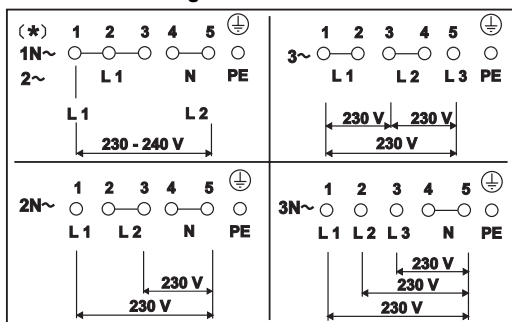 (*) 1 2 3 4 5
1N~
2~ L 1 N PE
L 1 L 2
230 - 240 V
1 2 3 4 5
3~
L 1 L 2 L 3 PE
230 V 230 V
230 V
1 2 3 4 5
2N~
L 1 L 2 N PE
230 V
230 V
1 2 3 4 5
3N~
L 1 L 2 L 3 N PE
230 V
230 V
230 V